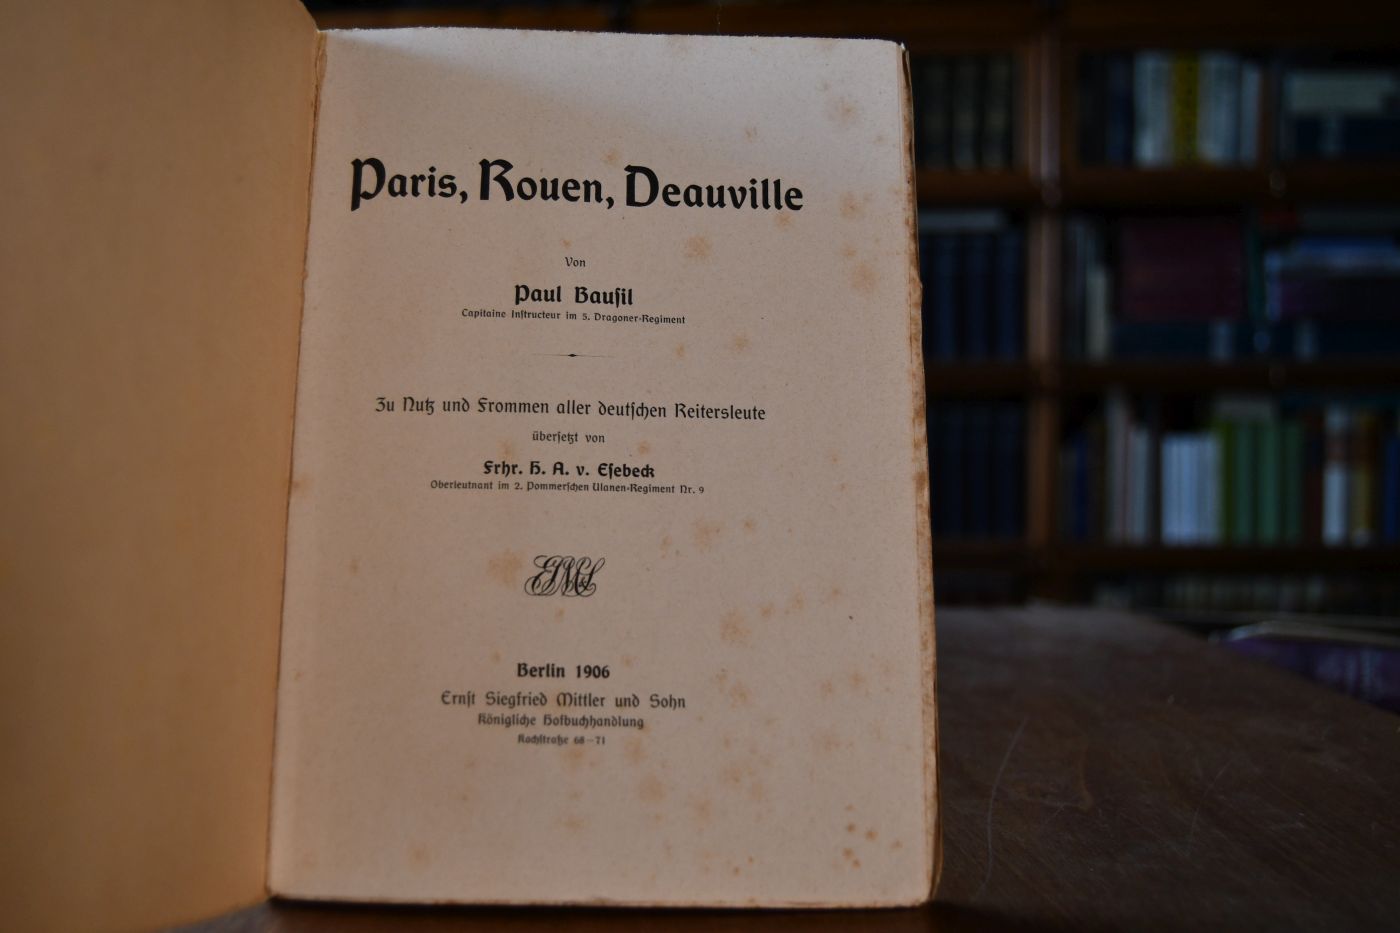 Paris, Rouen, Deauville
Von
Paul Bauſil
Capitaine Inſtructeur im 5. Dragoner-Regiment
Zu Nutz und Frommen aller deutſchen Reitersleute
überſetzt von
Frhr. H. A. v. Eſebeck
Oberleutnant im 2. Pommerſchen Ulanen-Regiment Nr. 9
ESMS
Berlin 1906
Ernſt Siegfried Mittler und Sohn
Königliche Hofbuchhandlung
Kochſtraße 68–71